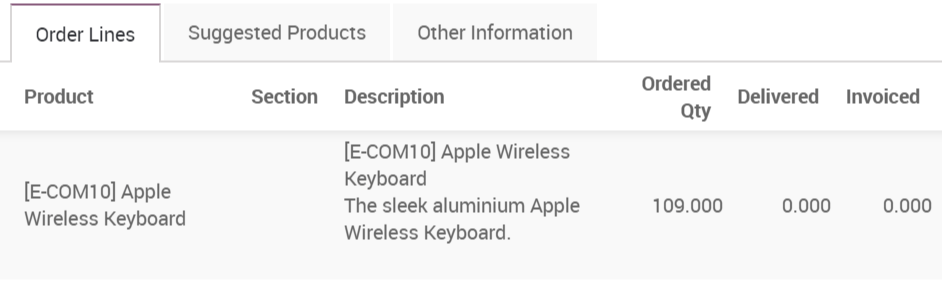 Order Lines Suggested Products Other Information
Product Section Description Ordered Qty Delivered Invoiced
[E-COM10] Apple Wireless Keyboard
[E-COM10] Apple Wireless
Keyboard
The sleek aluminium Apple
Wireless Keyboard.
109.000 0.000 0.000